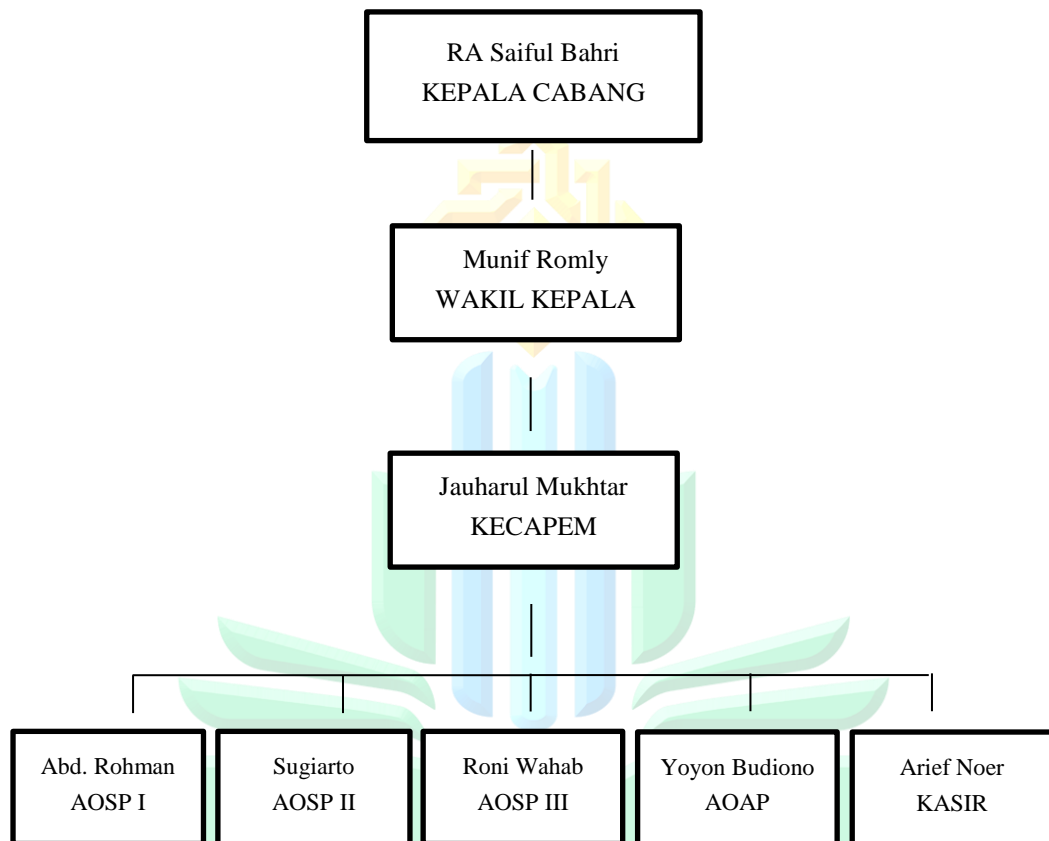 RA Saiful Bahri
KEPALA CABANG
Munif Romly
WAKIL KEPALA
Jauharul Mukhtar
KECAPEM
Abd. Rohman
AOSP I
Sugiarto
AOSP II
Roni Wahab
AOSP III
Yoyon Budiono
AOAP
Arief Noer
KASIR